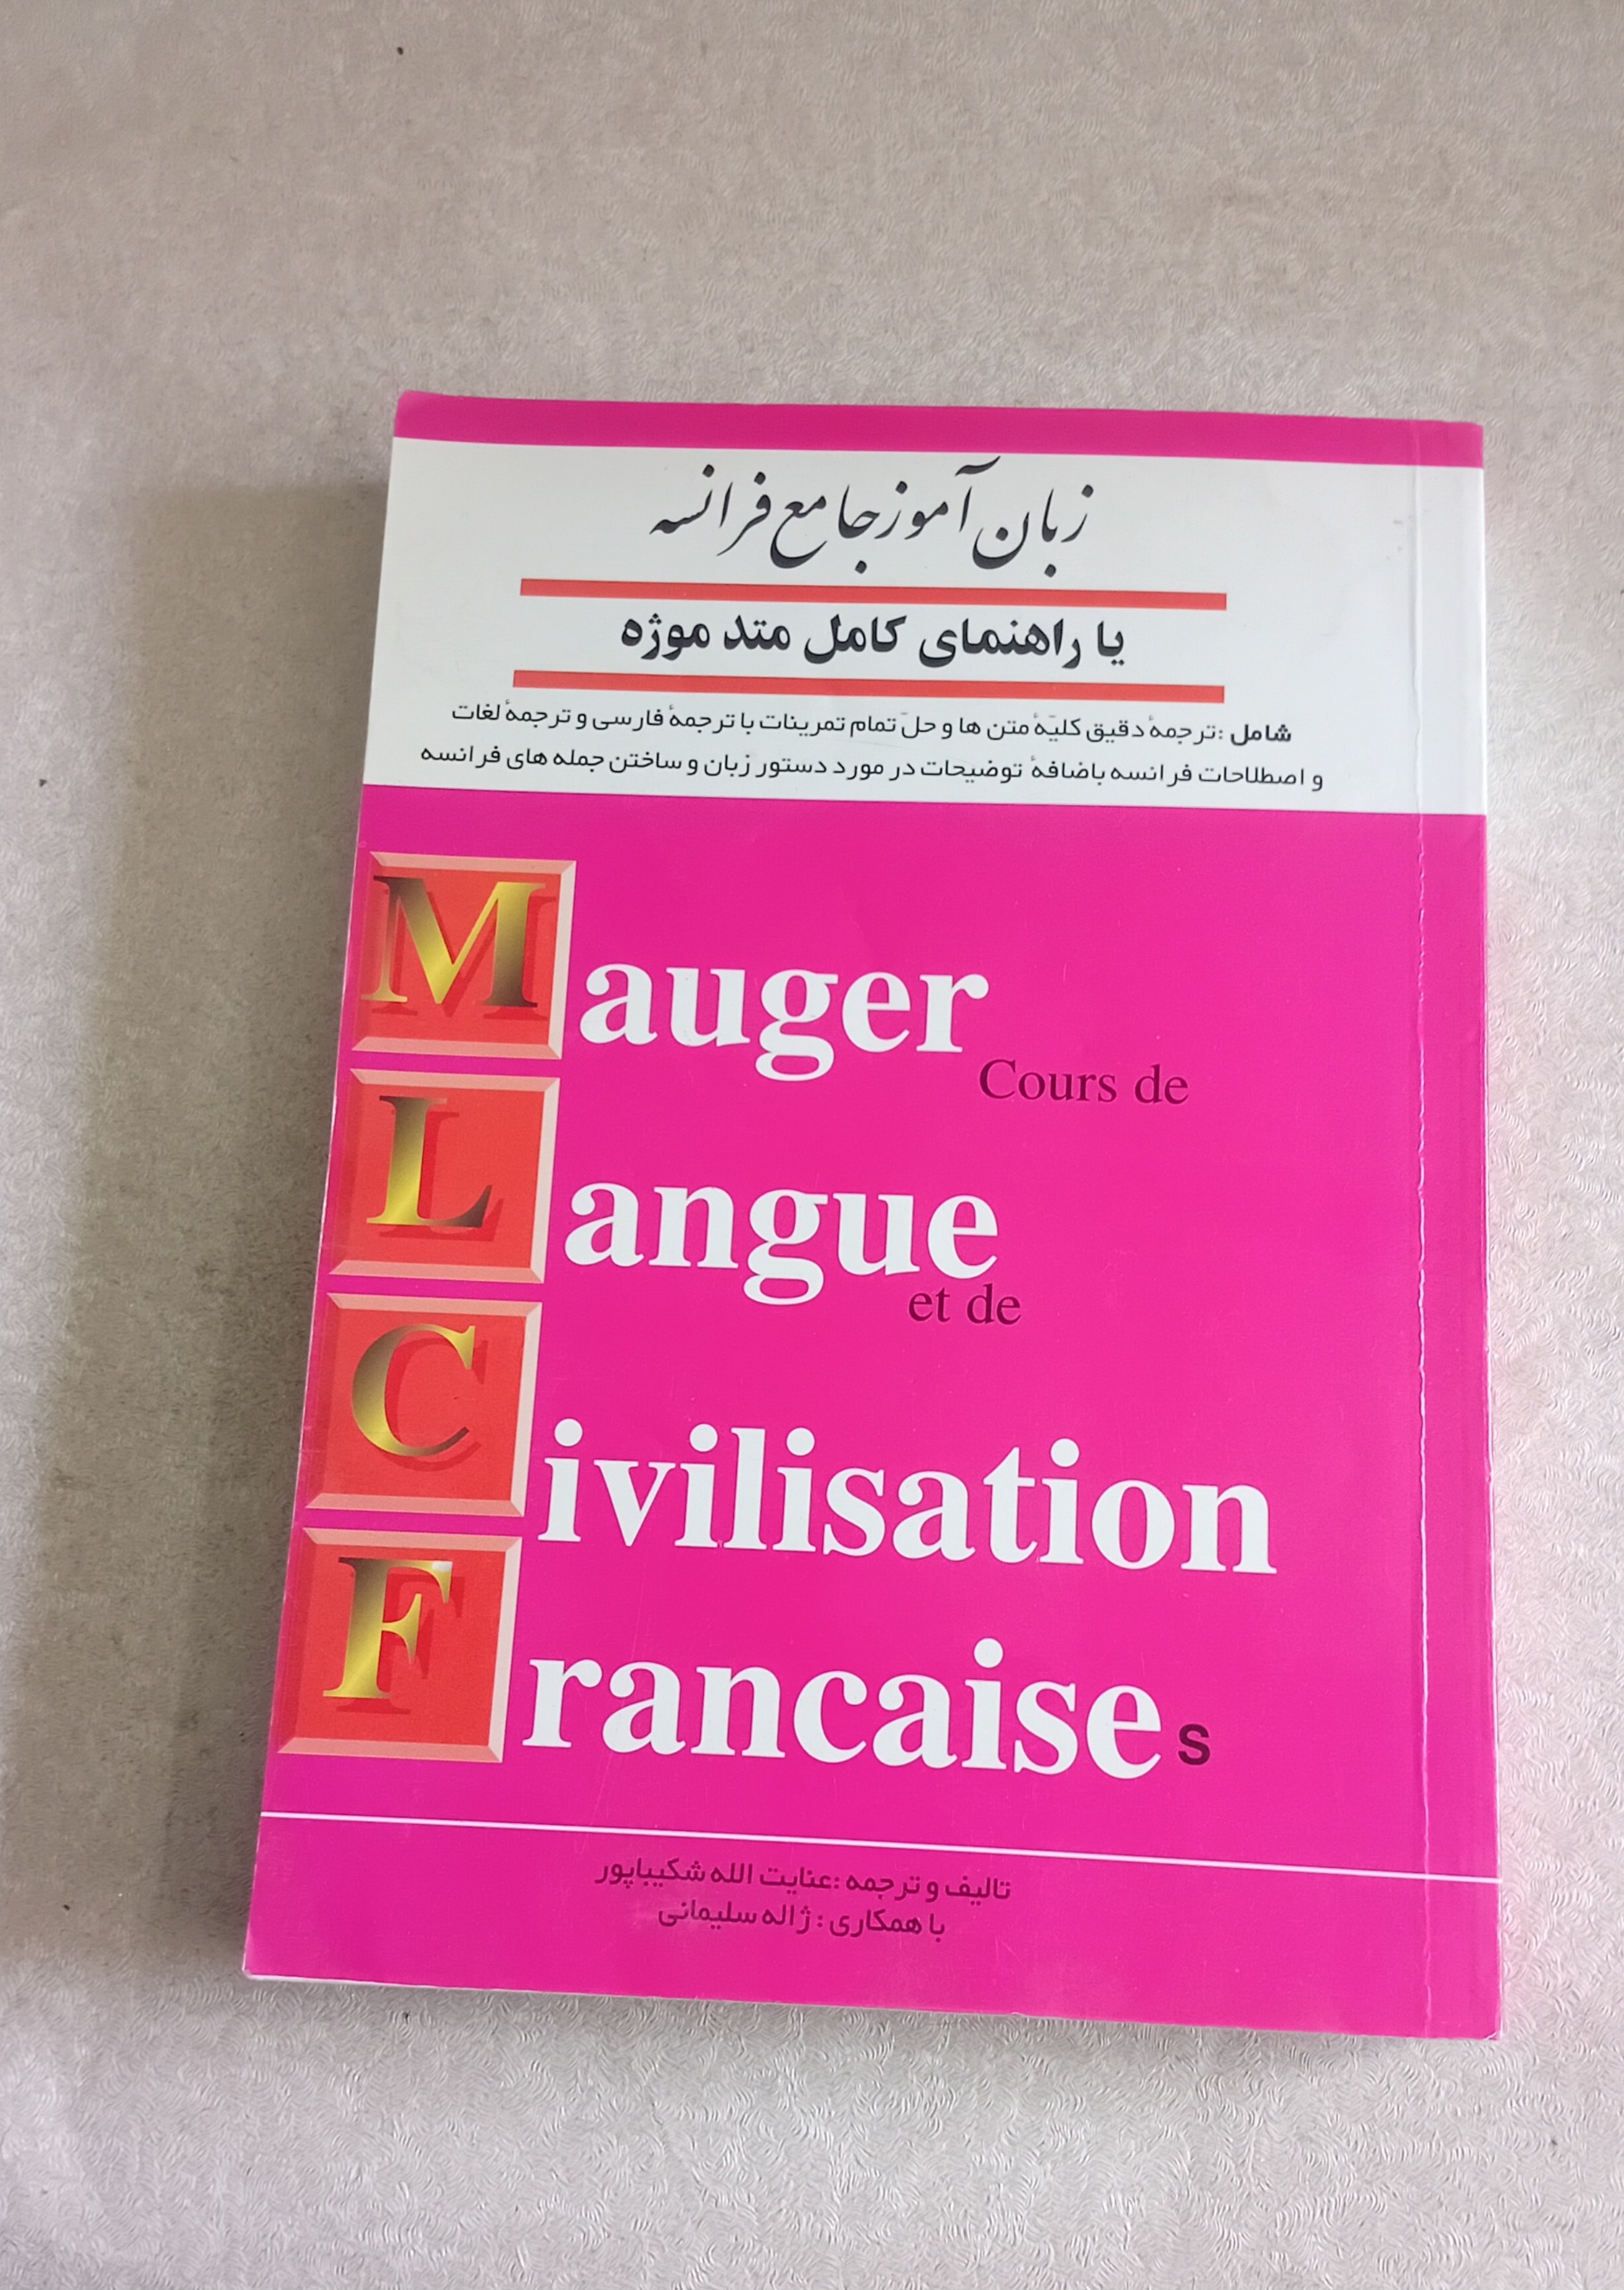 زبان آموز جامع فرانسه
یا راهنمای کامل متد موژه
شامل : ترجمهٔ دقیق کلیّهٔ متن ها و حلّ تمام تمرینات با ترجمهٔ فارسی و ترجمهٔ لغات
و اصطلاحات فرانسه باضافهٔ توضیحات در مورد دستور زبان و ساختن جمله های فرانسه
Mauger
Cours de
Langue
et de
Civilisation
Francaise s
تالیف و ترجمه : عنایت الله شکیباپور
با همکاری : ژاله سلیمانی